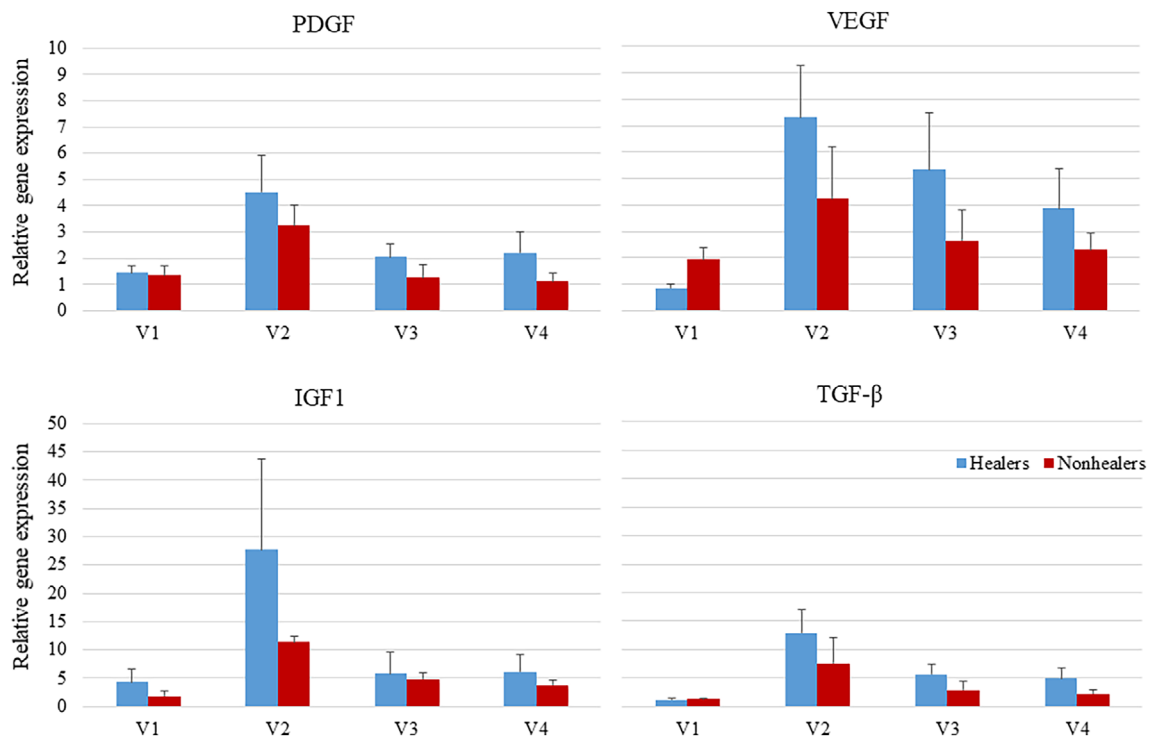 PDGF
VEGF
Relative gene expression
10
9
8
7
6
5
4
3
2
1
0
V1 V2 V3 V4
V1 V2 V3 V4
IGF1
TGF-β
Relative gene expression
50
45
40
35
30
25
20
15
10
5
0
Healers Nonhealers
V1 V2 V3 V4
V1 V2 V3 V4